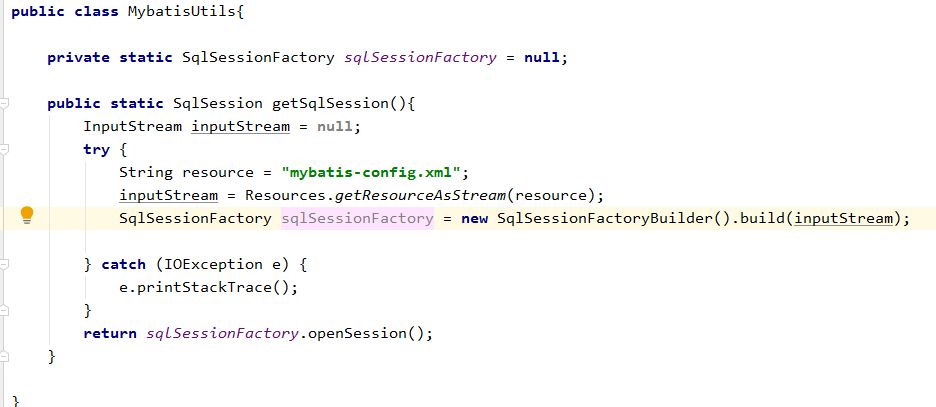 public class MybatisUtils{
private static SqlSessionFactory sqlSessionFactory = null;
public static SqlSession getSqlSession(){
InputStream inputStream = null;
try {
String resource = "mybatis-config.xml";
inputStream = Resources.getResourceAsStream(resource);
SqlSessionFactory sqlSessionFactory = new SqlSessionFactoryBuilder().build(inputStream);
} catch (IOException e) {
e.printStackTrace();
}
return sqlSessionFactory.openSession();
}
}